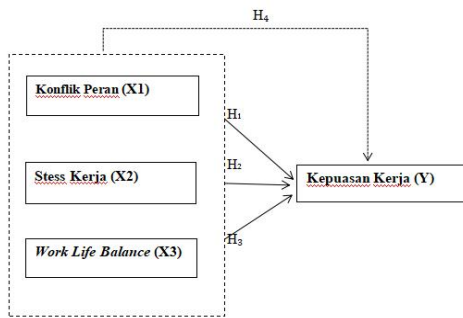 H4
Konflik Peran (X1)
H1
H2
Stess Kerja (X2)
Kepuasan Kerja (Y)
H3
Work Life Balance (X3)